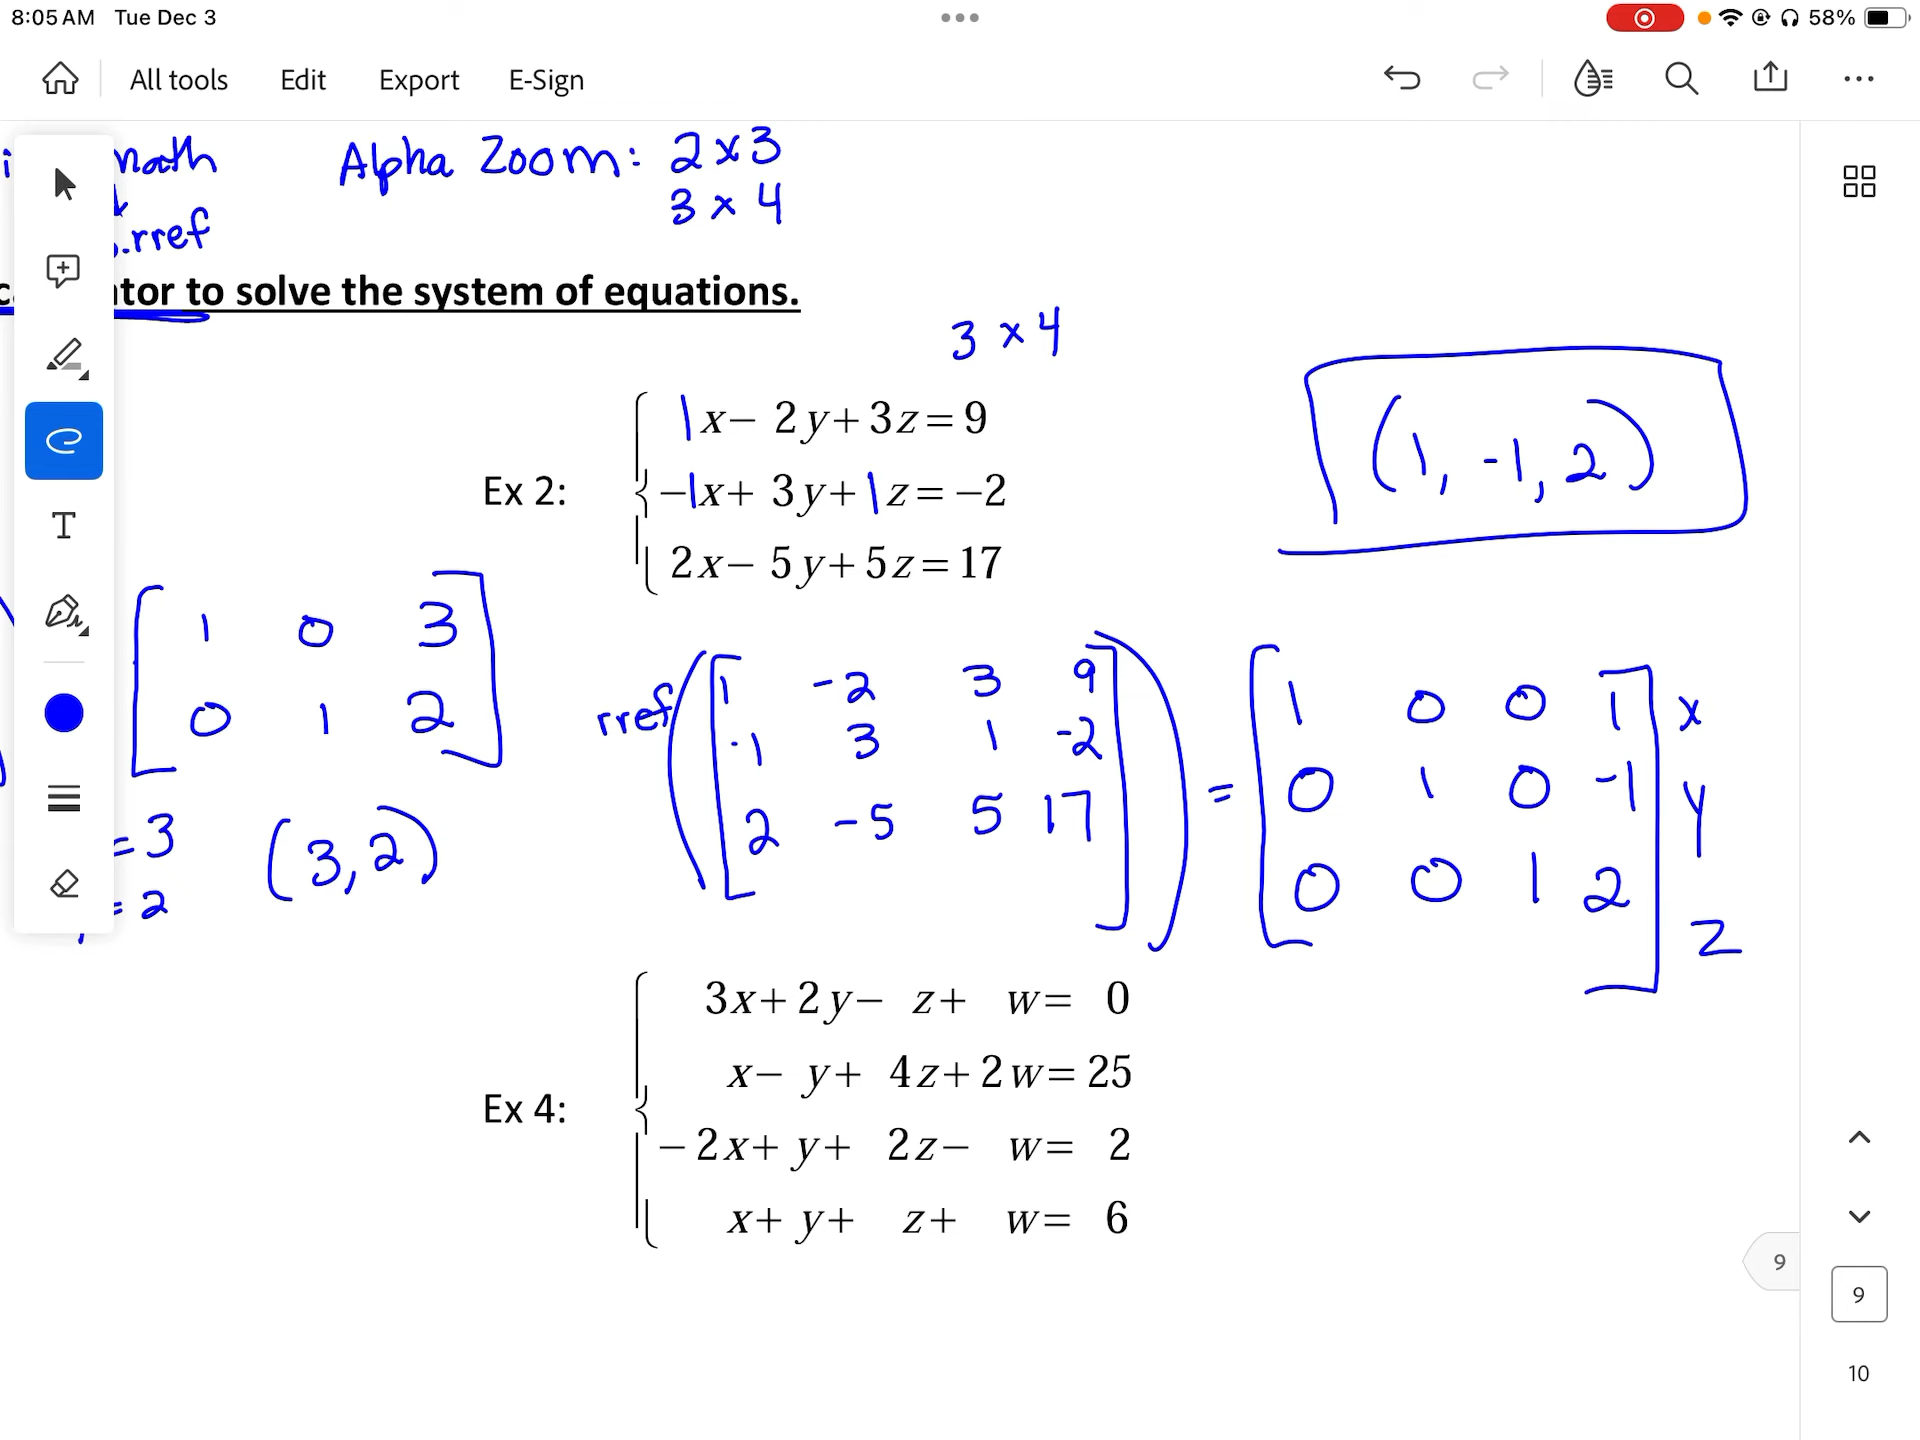 8:05 AM Tue Dec 3
58%
All tools Edit Export E-Sign
math Alpha Zoom: 2x3
3 x 4
.rref
tor to solve the system of equations.
3 x 4
Ex 2:
1x− 2y+3z=9
−1x+ 3y+1z=−2
2x− 5y+5z=17
(1, -1, 2)
1 0 3
0 1 2
=3 (3,2)
= 2
rref
1 -2 3 9
-1 3 1 -2
2 -5 5 17
=
1 0 0 1 x
0 1 0 -1 y
0 0 1 2 z
Ex 4:
3x+2y− z+ w= 0
x− y+ 4z+2w=25
−2x+ y+ 2z− w= 2
x+ y+ z+ w= 6
9
9
10